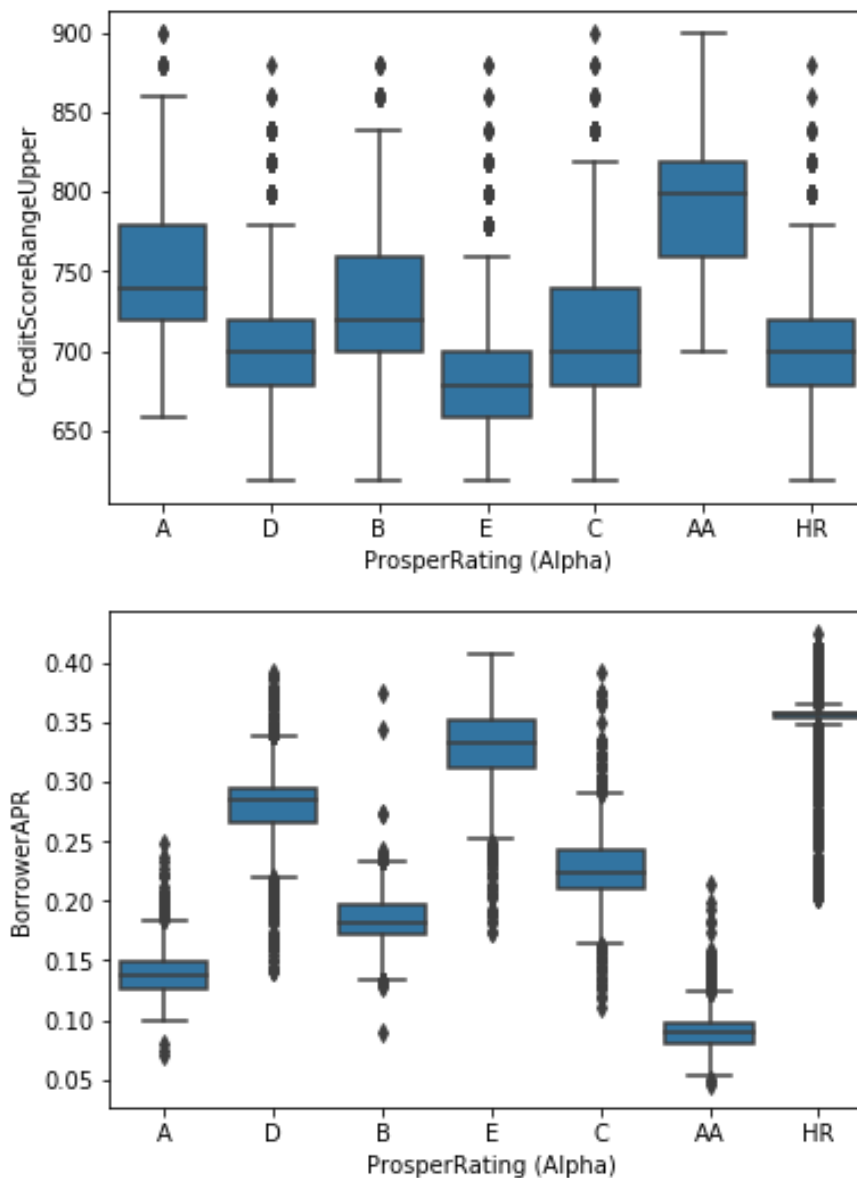 900
850
800
750
700
650
CreditScoreRangeUpper
A D B E C AA HR
ProsperRating (Alpha)
0.40
0.35
0.30
0.25
0.20
0.15
0.10
0.05
BorrowerAPR
A D B E C AA HR
ProsperRating (Alpha)